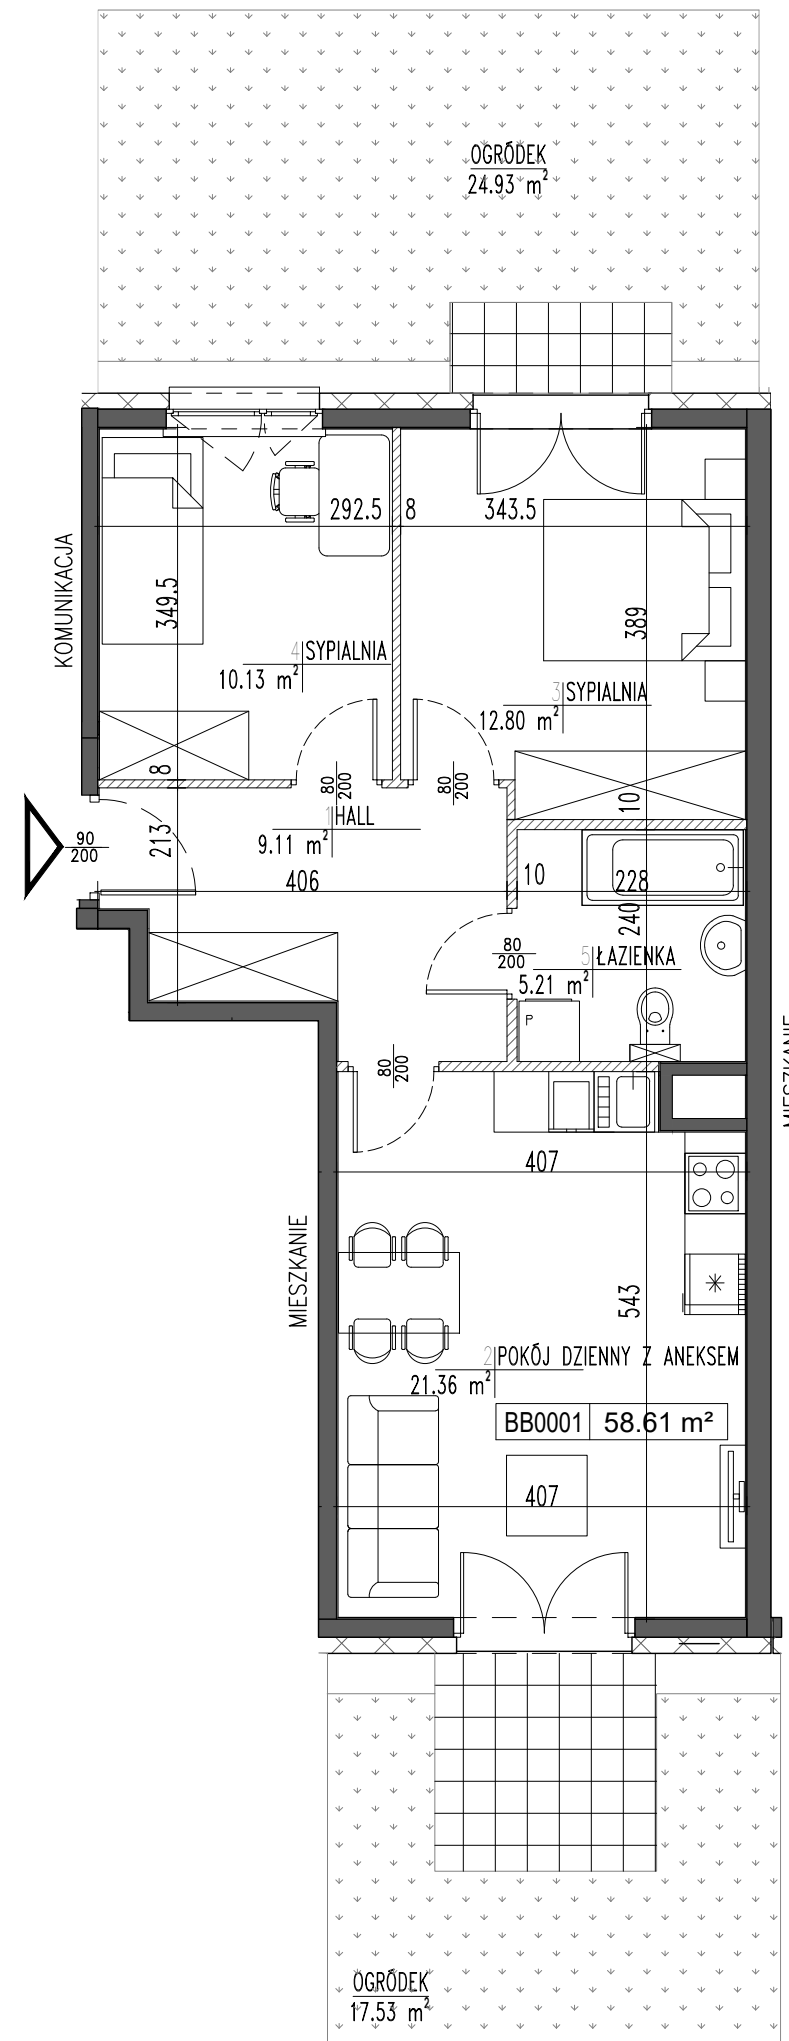 OGRÓDEK
24.93 m²
292.5
8
343.5
KOMUNIKACJA
349.5
389
4 SYPIALNIA
10.13 m²
3 SYPIALNIA
12.80 m²
8
80
200
80
200
10
1 HALL
9.11 m²
90
200
213
406
10
228
240
80
200
5 ŁAZIENKA
5.21 m²
P
MIESZKANIE
80
200
407
MIESZKANIE
543
2 POKÓJ DZIENNY Z ANEKSEM
21.36 m²
BB0001 58.61 m²
407
OGRÓDEK
17.53 m²